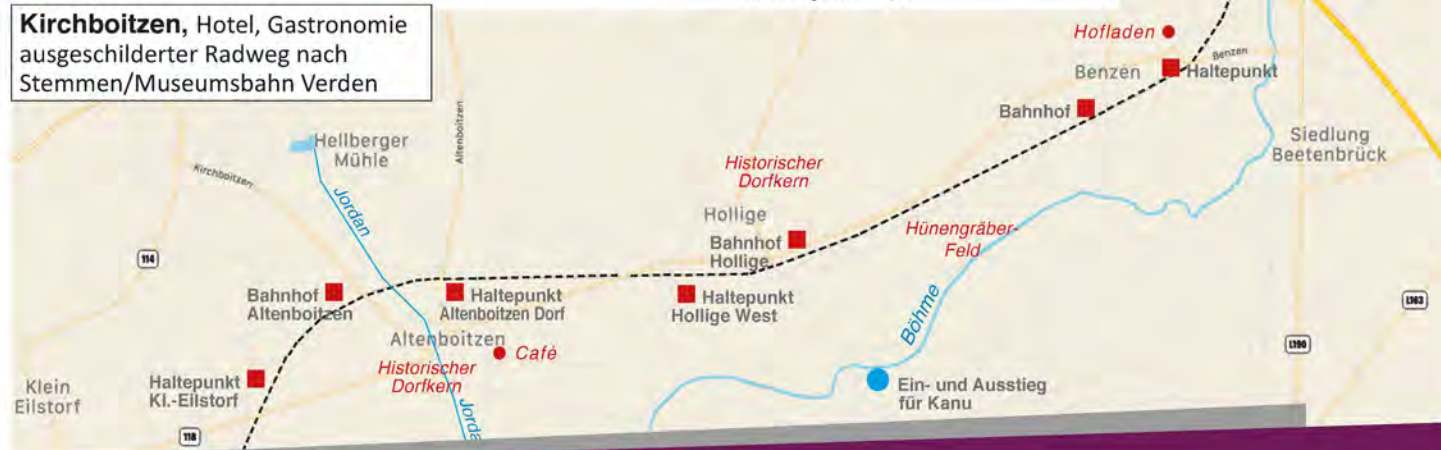 Kirchboitzen, Hotel, Gastronomie
ausgeschilderter Radweg nach
Stemmen/Museumsbahn Verden
Hofladen
Benzen
Benzen
Haltepunkt
Bahnhof
Siedlung
Beetenbrück
Hellberger
Mühle
Kirchboitzen
Altenboitzen
Jordan
Historischer
Dorfkern
Hollige
Bahnhof
Hollige
Hünengräber-
Feld
114
Bahnhof
Altenboitzen
Haltepunkt
Altenboitzen Dorf
Haltepunkt
Hollige West
Böhme
L163
L190
Altenboitzen
Café
Historischer
Dorfkern
Klein
Eilstorf
Haltepunkt
Kl.-Eilstorf
Ein- und Ausstieg
für Kanu
118